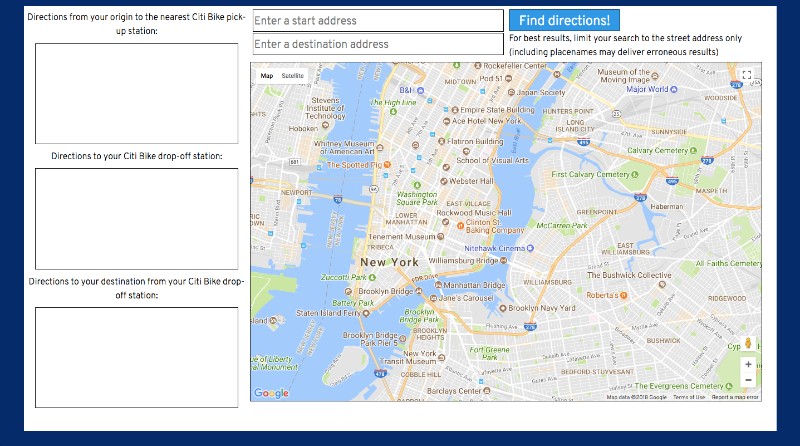 Directions from your origin to the nearest Citi Bike pick-
up station:
Directions to your Citi Bike drop-off station:
Directions to your destination from your Citi Bike drop-
off station:
Enter a start address
Enter a destination address
Find directions!
For best results, limit your search to the street address only
(including placenames may deliver erroneous results)
Map
Satellite
Rockefeller Center
MIDTOWN
Pod 51
Museum of the
Moving Image
Major World
WOODSIDE
B&H
Japan Society
Stevens
Institute of
Technology
The High Line
Empire State Building
HUNTERS POINT
Ace Hotel New York
LONG
ISLAND CITY
SUNNYSIDE
Hoboken
Whitney Museum
of American Art
Flatiron Building
Calvary Cemetery
The Spotted Pig
School of Visual Arts
First Calvary Cemetery
Webster Hall
MASPETH
NEWPORT
Washington
Square Park
EAST VILLAGE
Haberman
Rockwood Music Hall
GREENPOINT
LOWER
MANHATTAN
Clinton St.
Baking Company
McCarren Park
Tenement Museum
TRIBECA
Nitehawk Cinema
EAST
WILLIAMSBURG
New York
Williamsburg Bridge
All Faiths Cemetery
Zuccotti Park
FDR Drive
Manhattan Bridge
WILLIAMSBURG
The Bushwick Collective
Brooklyn Bridge
Jane's Carousel
Roberta's
RIDGEWOOD
Battery Park
Staten Island Ferry
Brooklyn
Bridge Park
Brooklyn Navy Yard
Flushing Ave
Brooklyn Bridge
Park Pier 5
BROOKLYN
HEIGHTS
BUSHWICK
New York
Transit Museum
Fort Greene
Park
COBBLE HILL
BEDFORD-STUYVESANT
Barclays Center
The Evergreens Cemetery
Google
Map data ©2018 Google
Terms of Use
Report a map error